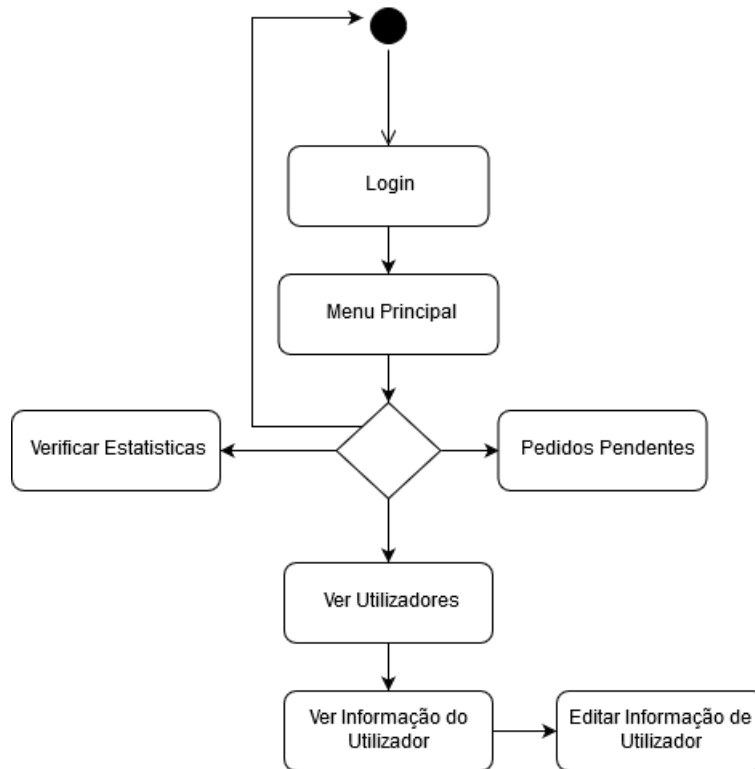 Login
Menu Principal
Verificar Estatisticas
Pedidos Pendentes
Ver Utilizadores
Ver Informação do
Utilizador
Editar Informação de
Utilizador